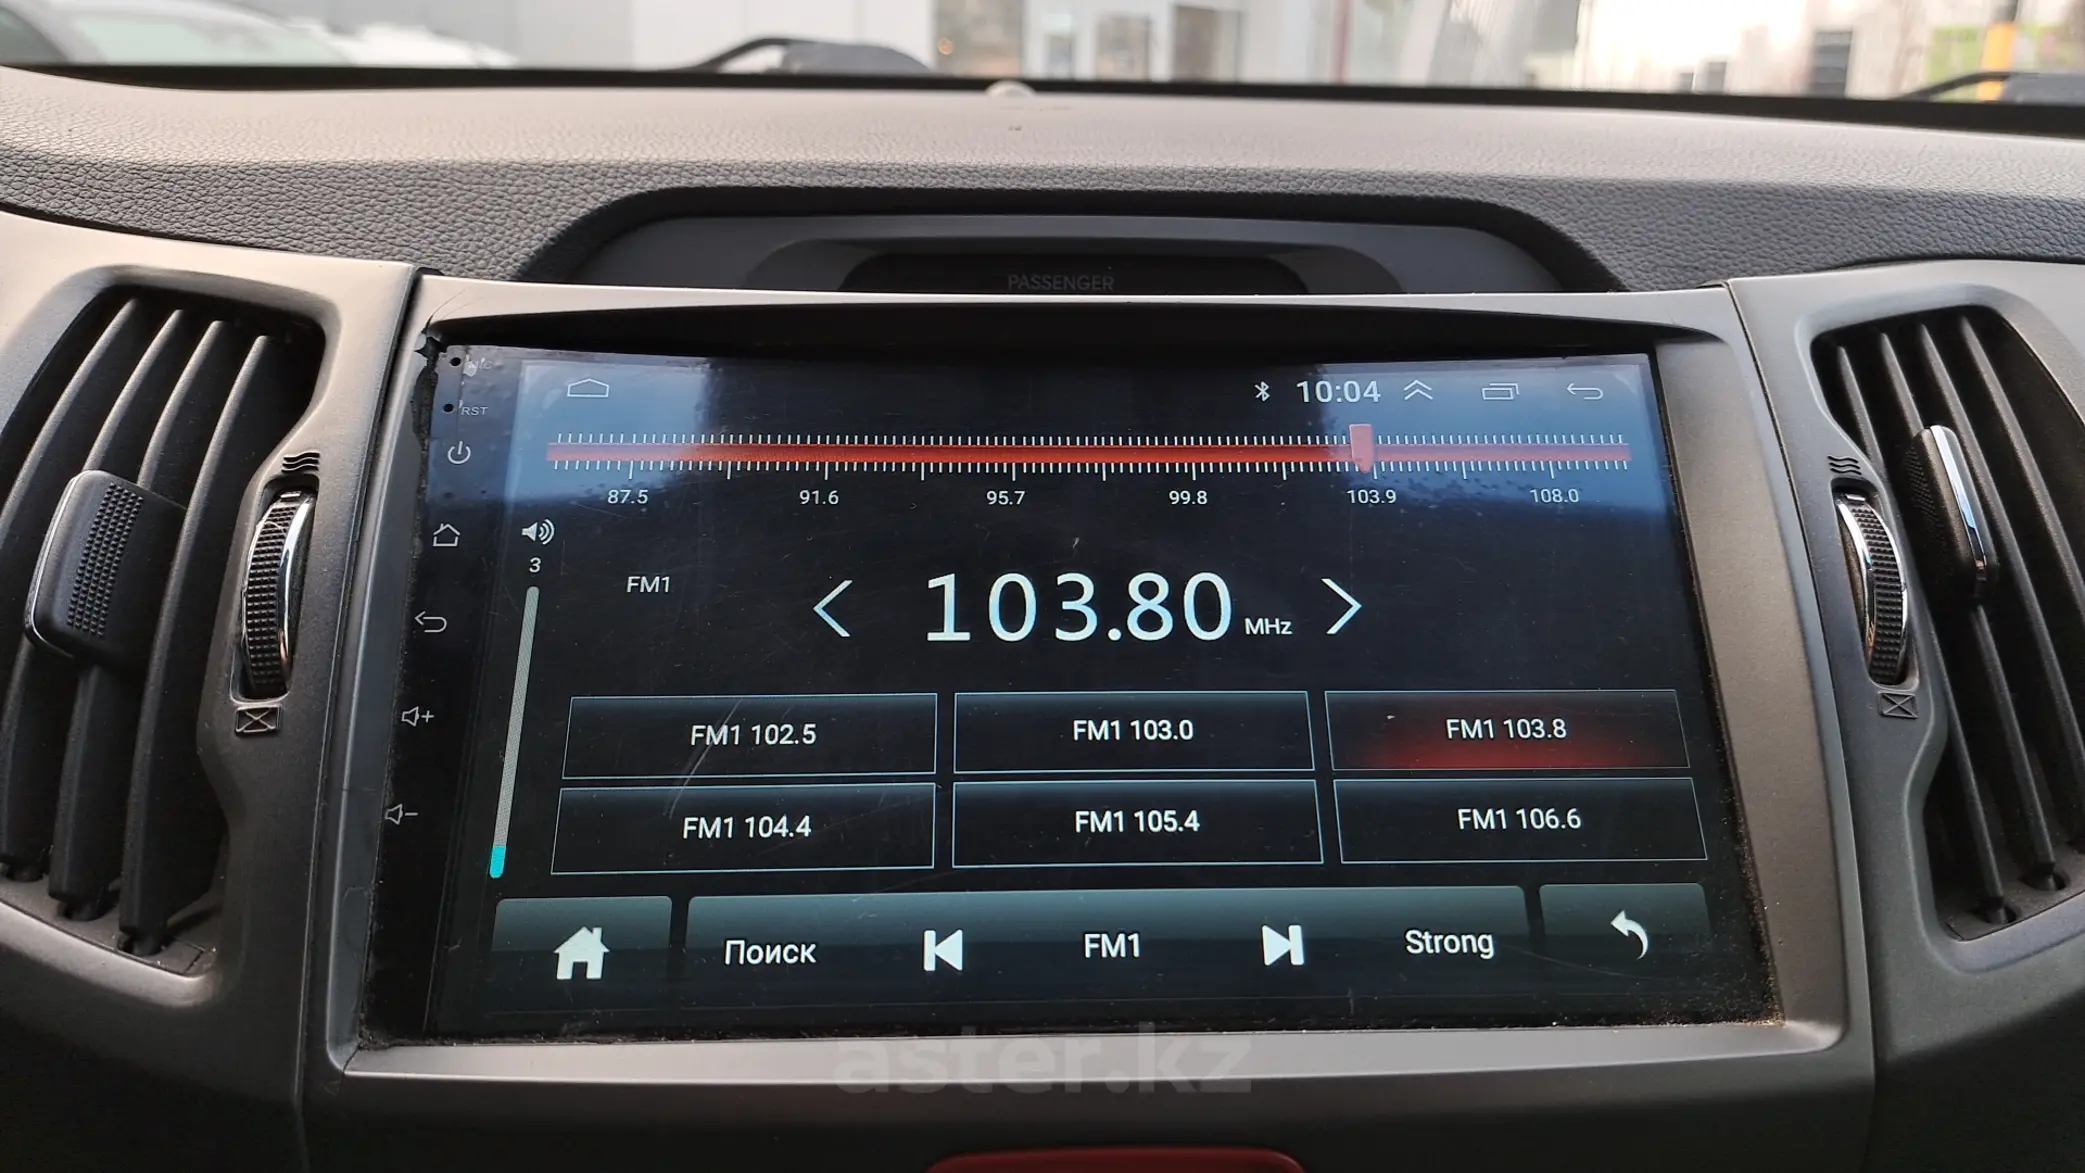 PASSENGER
MIC
RST
10:04
87.5 91.6 95.7 99.8 103.9 108.0
3
FM1
103.80 MHz
FM1 102.5 FM1 103.0 FM1 103.8
FM1 104.4 FM1 105.4 FM1 106.6
Поиск FM1 Strong
aster.kz